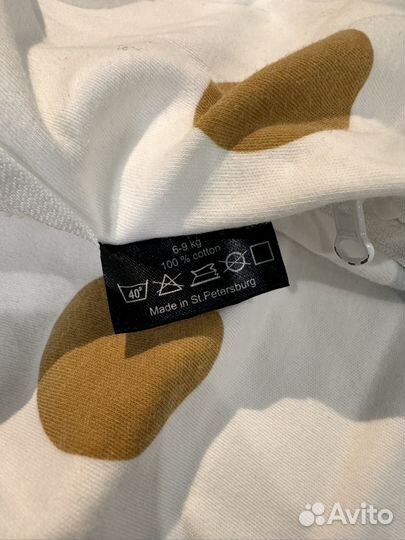 6-9 kg
100 % cotton
40°
Made in St.Petersburg
Avito